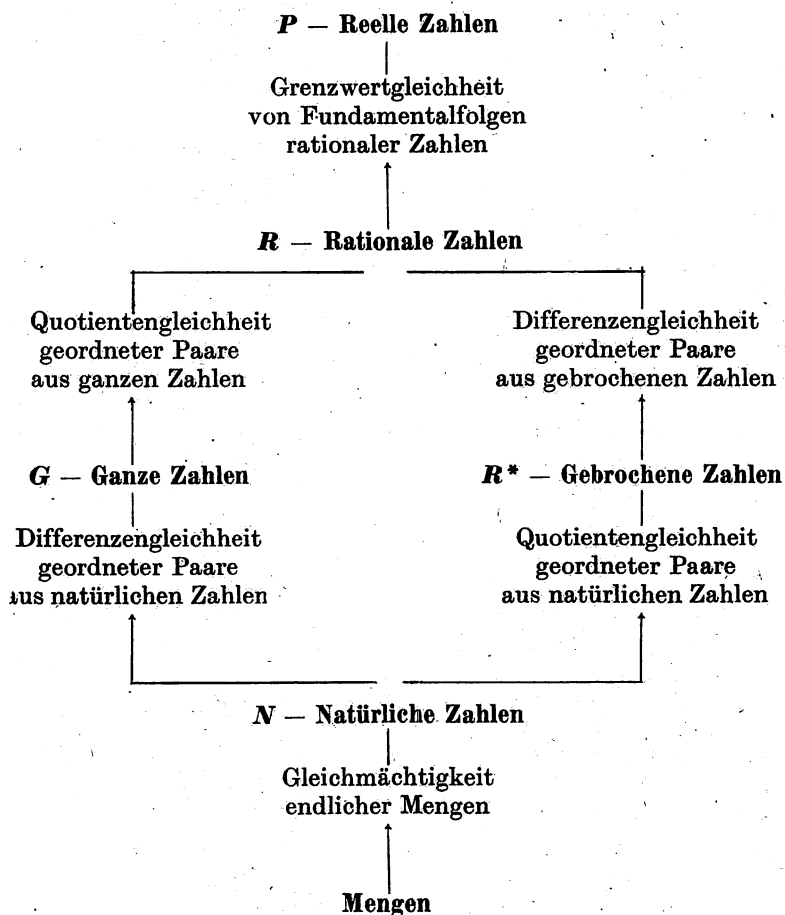 P — Reelle Zahlen
Grenzwertgleichheit
von Fundamentalfolgen
rationaler Zahlen
R — Rationale Zahlen
Quotientengleichheit
geordneter Paare
aus ganzen Zahlen
Differenzengleichheit
geordneter Paare
aus gebrochenen Zahlen
G — Ganze Zahlen
R* — Gebrochene Zahlen
Differenzengleichheit
geordneter Paare
aus natürlichen Zahlen
Quotientengleichheit
geordneter Paare
aus natürlichen Zahlen
N — Natürliche Zahlen
Gleichmächtigkeit
endlicher Mengen
Mengen